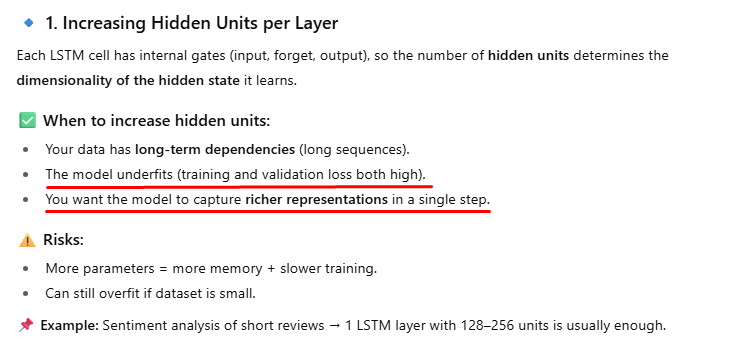 🔹 1. Increasing Hidden Units per Layer
Each LSTM cell has internal gates (input, forget, output), so the number of hidden units determines the
dimensionality of the hidden state it learns.
✅ When to increase hidden units:
• Your data has long-term dependencies (long sequences).
• The model underfits (training and validation loss both high).
• You want the model to capture richer representations in a single step.
⚠️ Risks:
• More parameters = more memory + slower training.
• Can still overfit if dataset is small.
📌 Example: Sentiment analysis of short reviews → 1 LSTM layer with 128–256 units is usually enough.